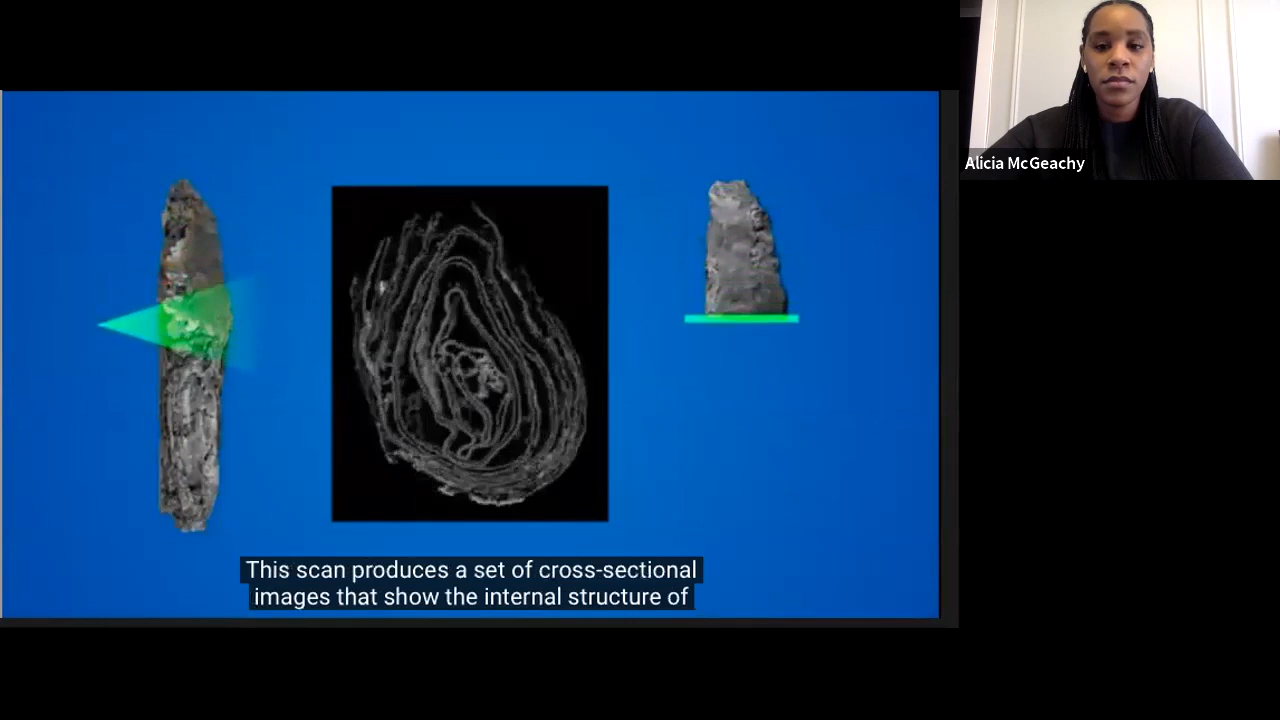 Alicia McGeachy
This scan produces a set of cross-sectional
images that show the internal structure of